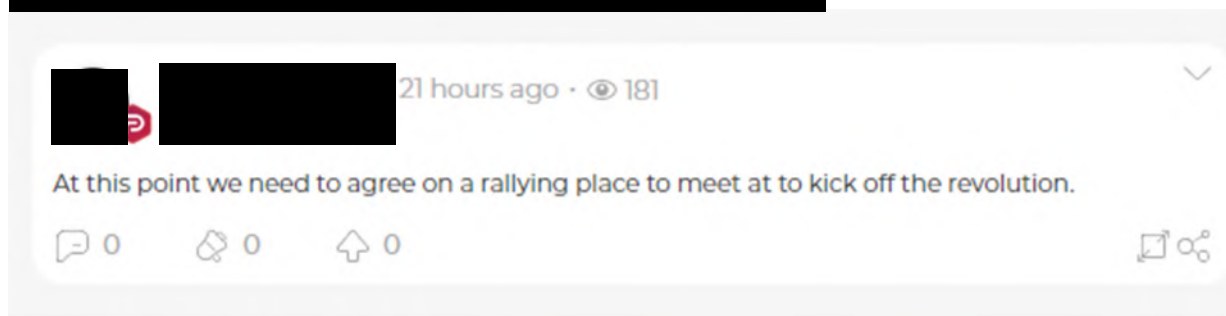 21 hours ago · 181
At this point we need to agree on a rallying place to meet at to kick off the revolution.
0 0 0